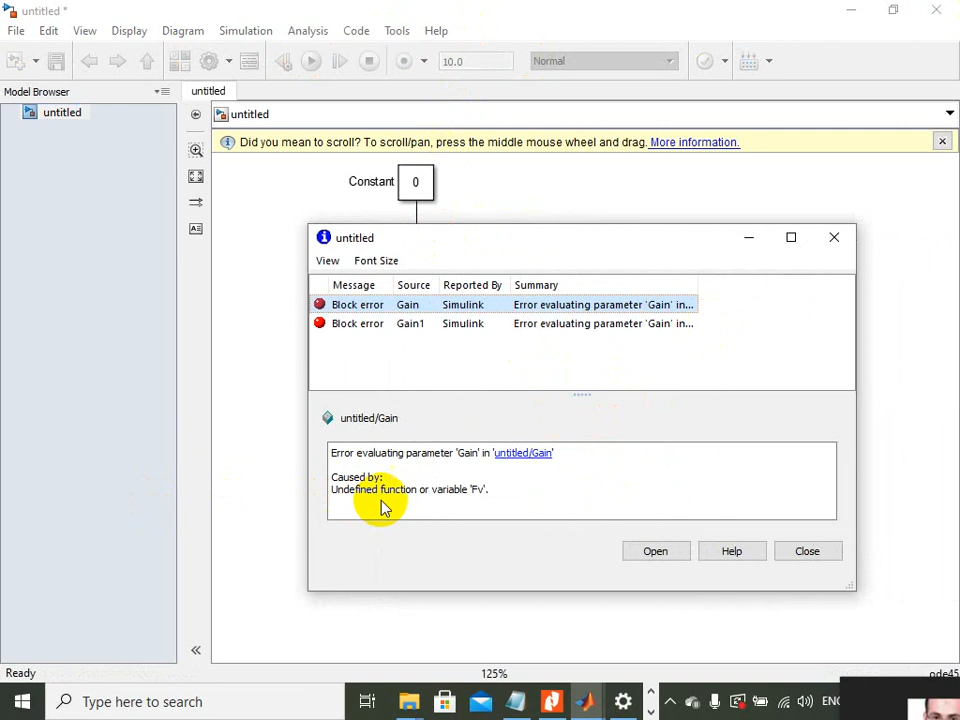 untitled *
File Edit View Display Diagram Simulation Analysis Code Tools Help
10.0 Normal
Model Browser untitled
untitled untitled
Did you mean to scroll? To scroll/pan, press the middle mouse wheel and drag. More information.
Constant 0
untitled
View Font Size
Message Source Reported By Summary
Block error Gain Simulink Error evaluating parameter 'Gain' in...
Block error Gain1 Simulink Error evaluating parameter 'Gain' in...
untitled/Gain
Error evaluating parameter 'Gain' in 'untitled/Gain'
Caused by:
Undefined function or variable 'Fv'.
Open Help Close
Ready 125% ode45
Type here to search ENG